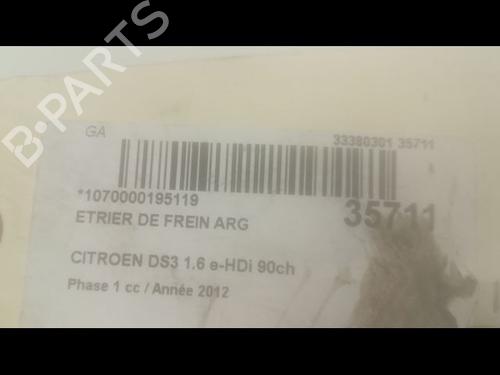 B-PARTS
GA
33380301 35711
*1070000195119
35711
ETRIER DE FREIN ARG
CITROEN DS3 1.6 e-HDi 90ch
Phase 1 cc / Année 2012